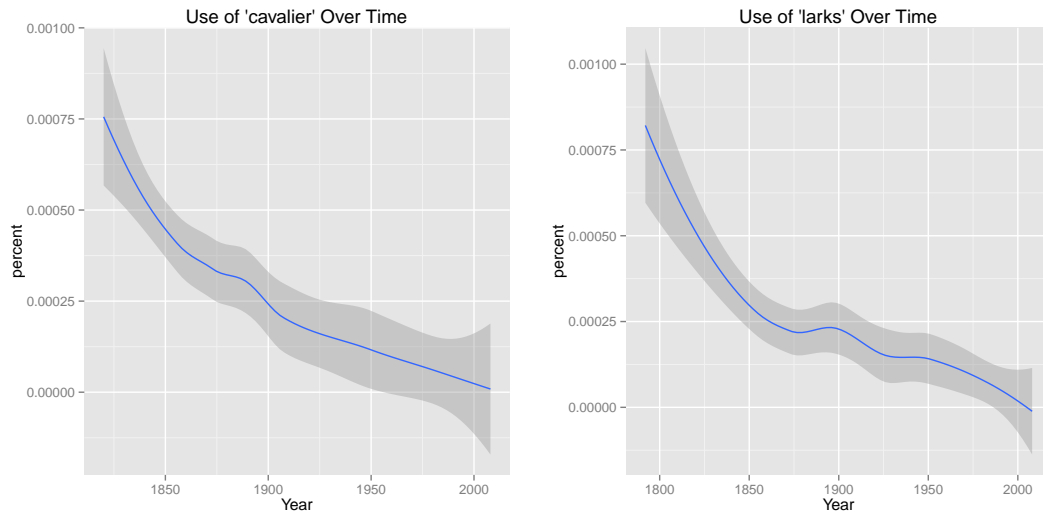 Use of 'cavalier' Over Time
0.00100
0.00075
0.00050
0.00025
0.00000
percent
1850 1900 1950 2000
Year
Use of 'larks' Over Time
0.00100
0.00075
0.00050
0.00025
0.00000
percent
1800 1850 1900 1950 2000
Year